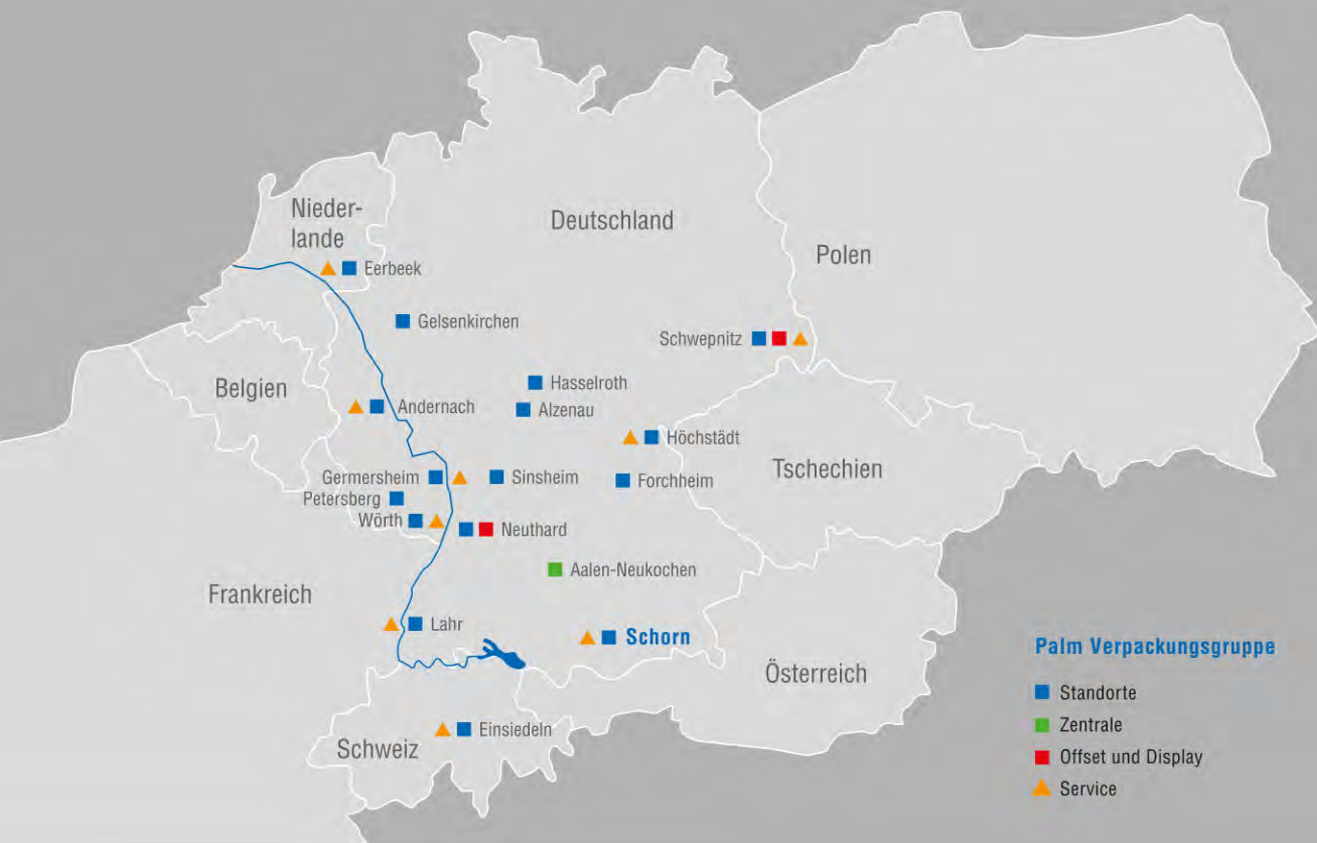 Nieder-
lande
Deutschland
Polen
Eerbeek
Gelsenkirchen
Schwepnitz
Belgien
Hasselroth
Andernach
Alzenau
Höchstädt
Tschechien
Germersheim
Sinsheim
Forchheim
Petersberg
Wörth
Neuthard
Aalen-Neukochen
Frankreich
Lahr
Schorn
Österreich
Einsiedeln
Schweiz
Palm Verpackungsgruppe
Standorte
Zentrale
Offset und Display
Service